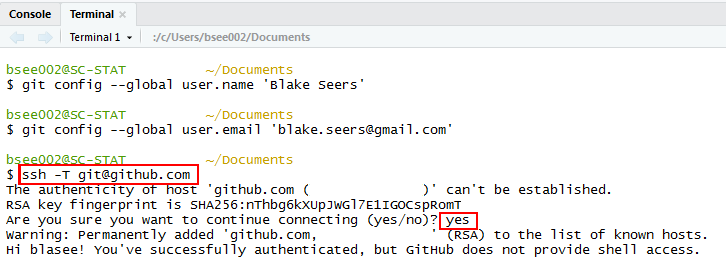 Console Terminal ×
Terminal 1 :/c/Users/bsee002/Documents
bsee002@SC-STAT ~/Documents
$ git config --global user.name 'Blake Seers'
bsee002@SC-STAT ~/Documents
$ git config --global user.email 'blake.seers@gmail.com'
bsee002@SC-STAT ~/Documents
$ ssh -T git@github.com
The authenticity of host 'github.com ( )' can't be established.
RSA key fingerprint is SHA256:nThbg6kXUpJWGl7E1IGOCspRomT
Are you sure you want to continue connecting (yes/no)? yes
Warning: Permanently added 'github.com, ' (RSA) to the list of known hosts.
Hi blasee! You've successfully authenticated, but GitHub does not provide shell access.